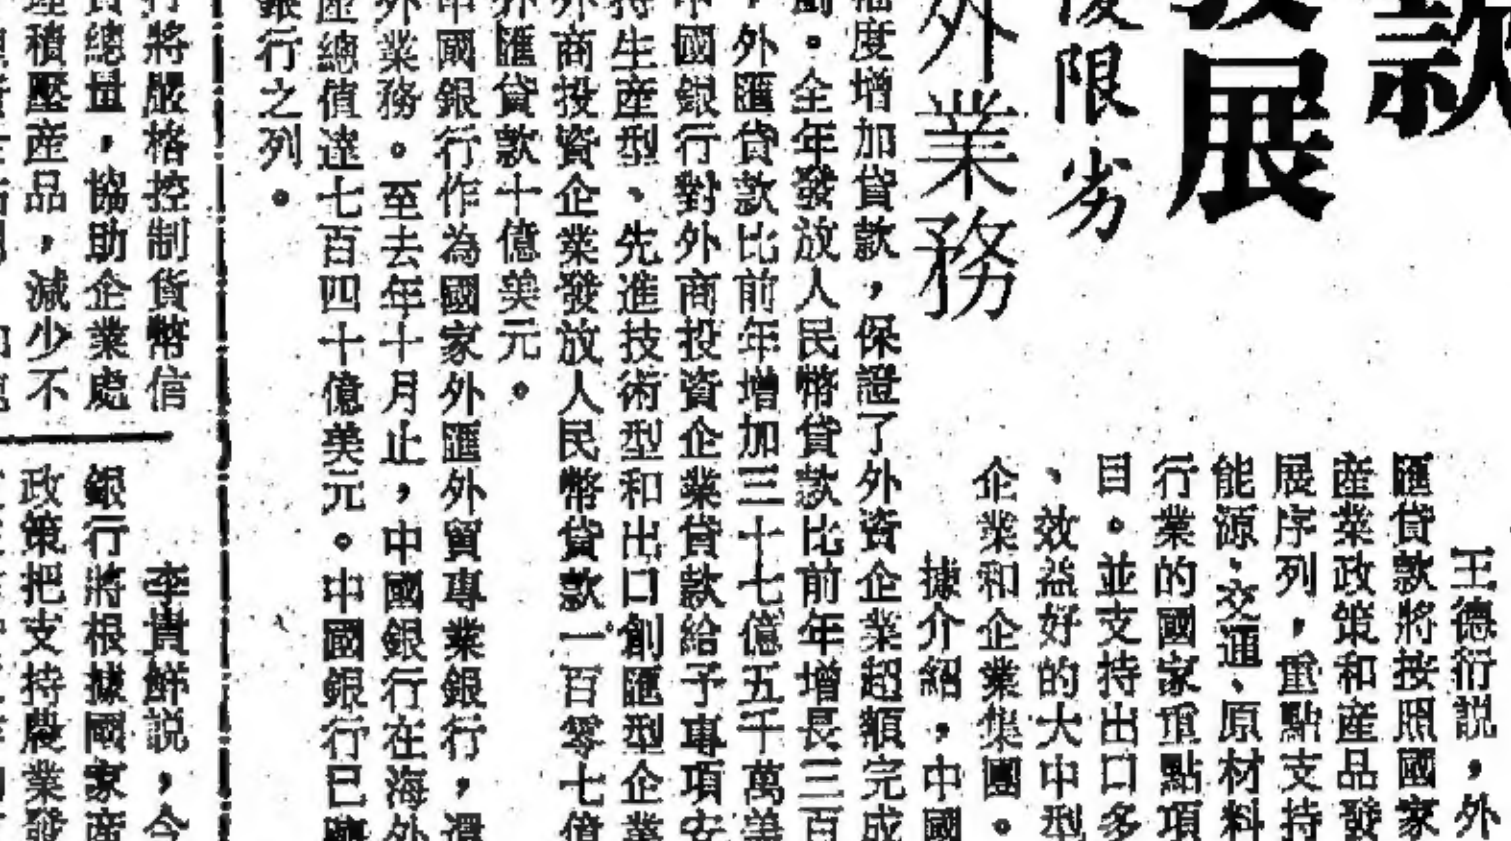 款
發展
優限劣
外業務
王德衍説，外
匯貸款將按照國家
產業政策和產品發
展序列，重點支持
能源、交通、原材料
行業的國家重點項
目。並支持出口多
、效益好的大中型
企業和企業集團。
據介紹，中國
幅度增加貸款，保證了外資企業超額完成
。全年發放人民幣貸款比前年增長三百
，外匯貸款比前年增加三十七億五千萬美
中國銀行對外商投資企業貸款給予專項安
持生產型、先進技術型和出口創匯型企業
外商投資企業發放人民幣貸款一百零七億
外匯貸款十億美元。
中國銀行作為國家外匯外貿專業銀行，還
外業務。至去年十月止，中國銀行在海外
產總值達七百四十億美元。中國銀行已躋
銀行之列。
行將嚴格控制貨幣信
貸總量，協助企業處
理積壓產品，減少不
李貴鮮説，今
銀行將根據國家產
政策把支持農業發